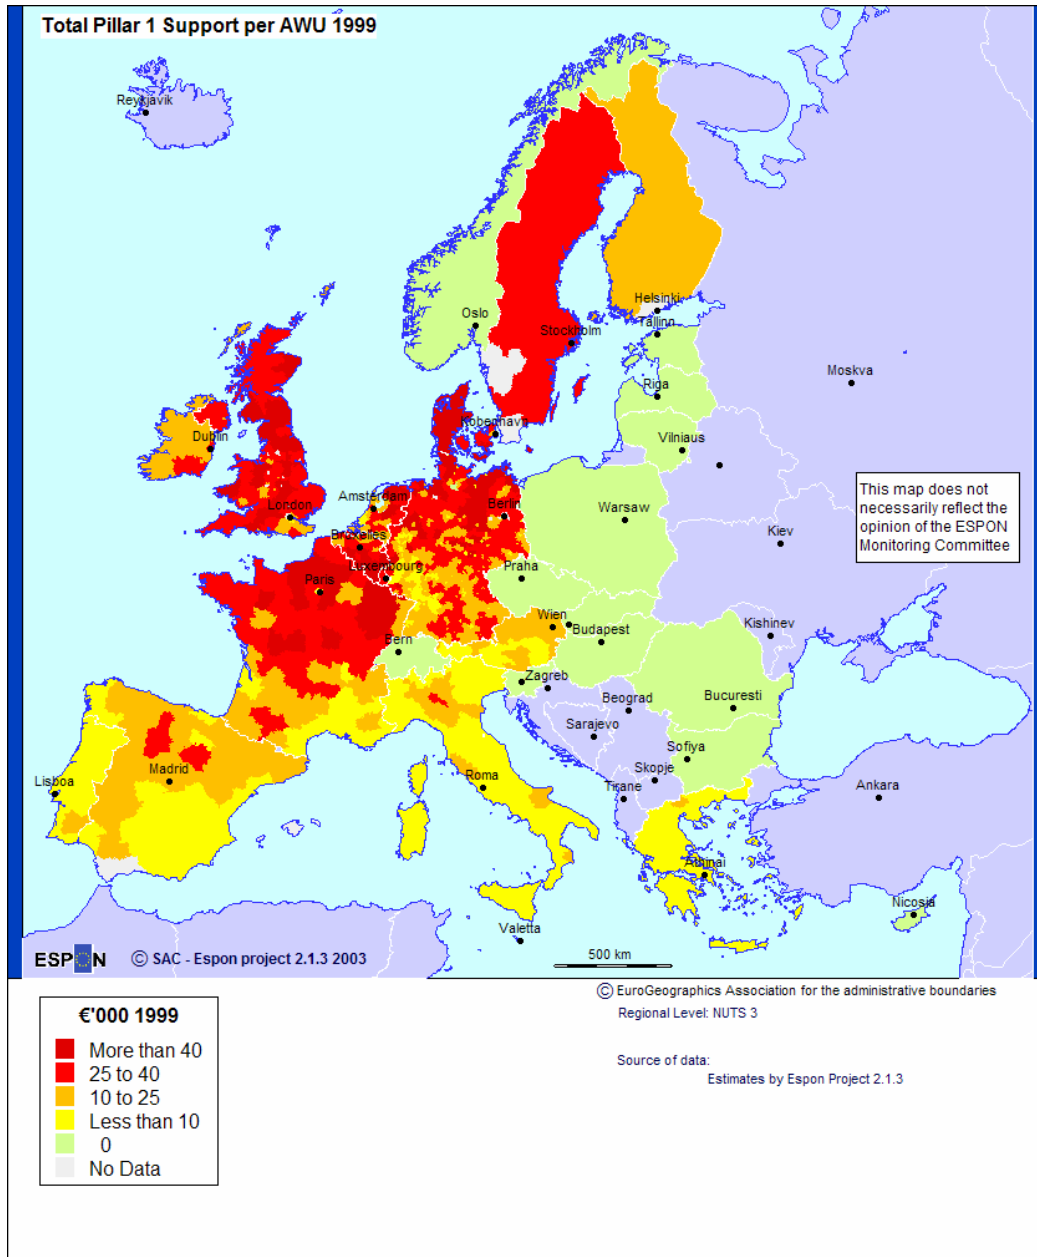 Total Pillar 1 Support per AWU 1999
Reykjavik
Oslo
Helsinki
Tallinn
Stockholm
Moskva
Riga
Kobenhavn
Vilniaus
Dublin
Amsterdam
Berlin
London
Warsaw
This map does not
necessarily reflect the
opinion of the ESPON
Monitoring Committee
Bruxelles
Kiev
Luxembourg
Praha
Paris
Wien
Kishinev
Budapest
Bern
Zagreb
Beograd
Bucuresti
Sarajevo
Sofiya
Skopje
Madrid
Roma
Lisboa
Tirane
Ankara
Athinai
Nicosia
Valetta
ESPON
© SAC - Espon project 2.1.3 2003
500 km
© EuroGeographics Association for the administrative boundaries
Regional Level: NUTS 3
€'000 1999
More than 40
25 to 40
10 to 25
Less than 10
0
No Data
Source of data:
Estimates by Espon Project 2.1.3